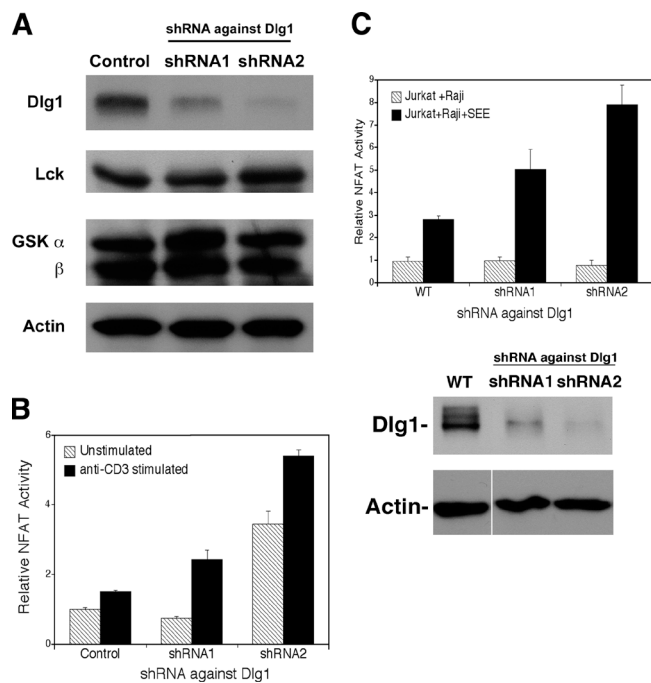 A
shRNA against Dlg1
Control shRNA1 shRNA2
Dlg1
Lck
GSK α
β
Actin
B
Relative NFAT Activity
6
4
2
0
Unstimulated
anti-CD3 stimulated
Control shRNA1 shRNA2
shRNA against Dlg1
C
Relative NFAT Activity
9
8
7
6
5
4
3
2
1
0
Jurkat +Raji
Jurkat+Raji+SEE
WT shRNA1 shRNA2
shRNA against Dlg1
shRNA against Dlg1
WT shRNA1 shRNA2
Dlg1-
Actin-